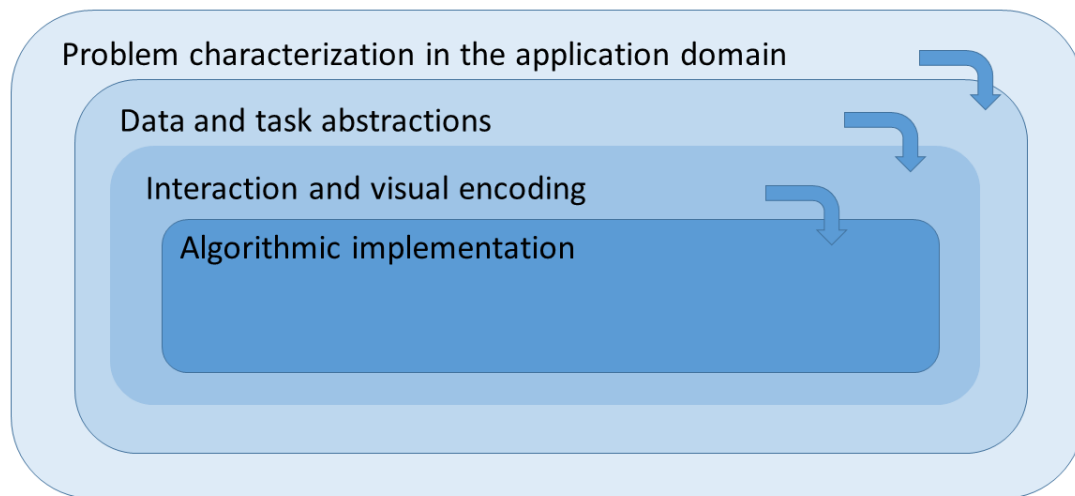 Problem characterization in the application domain
Data and task abstractions
Interaction and visual encoding
Algorithmic implementation